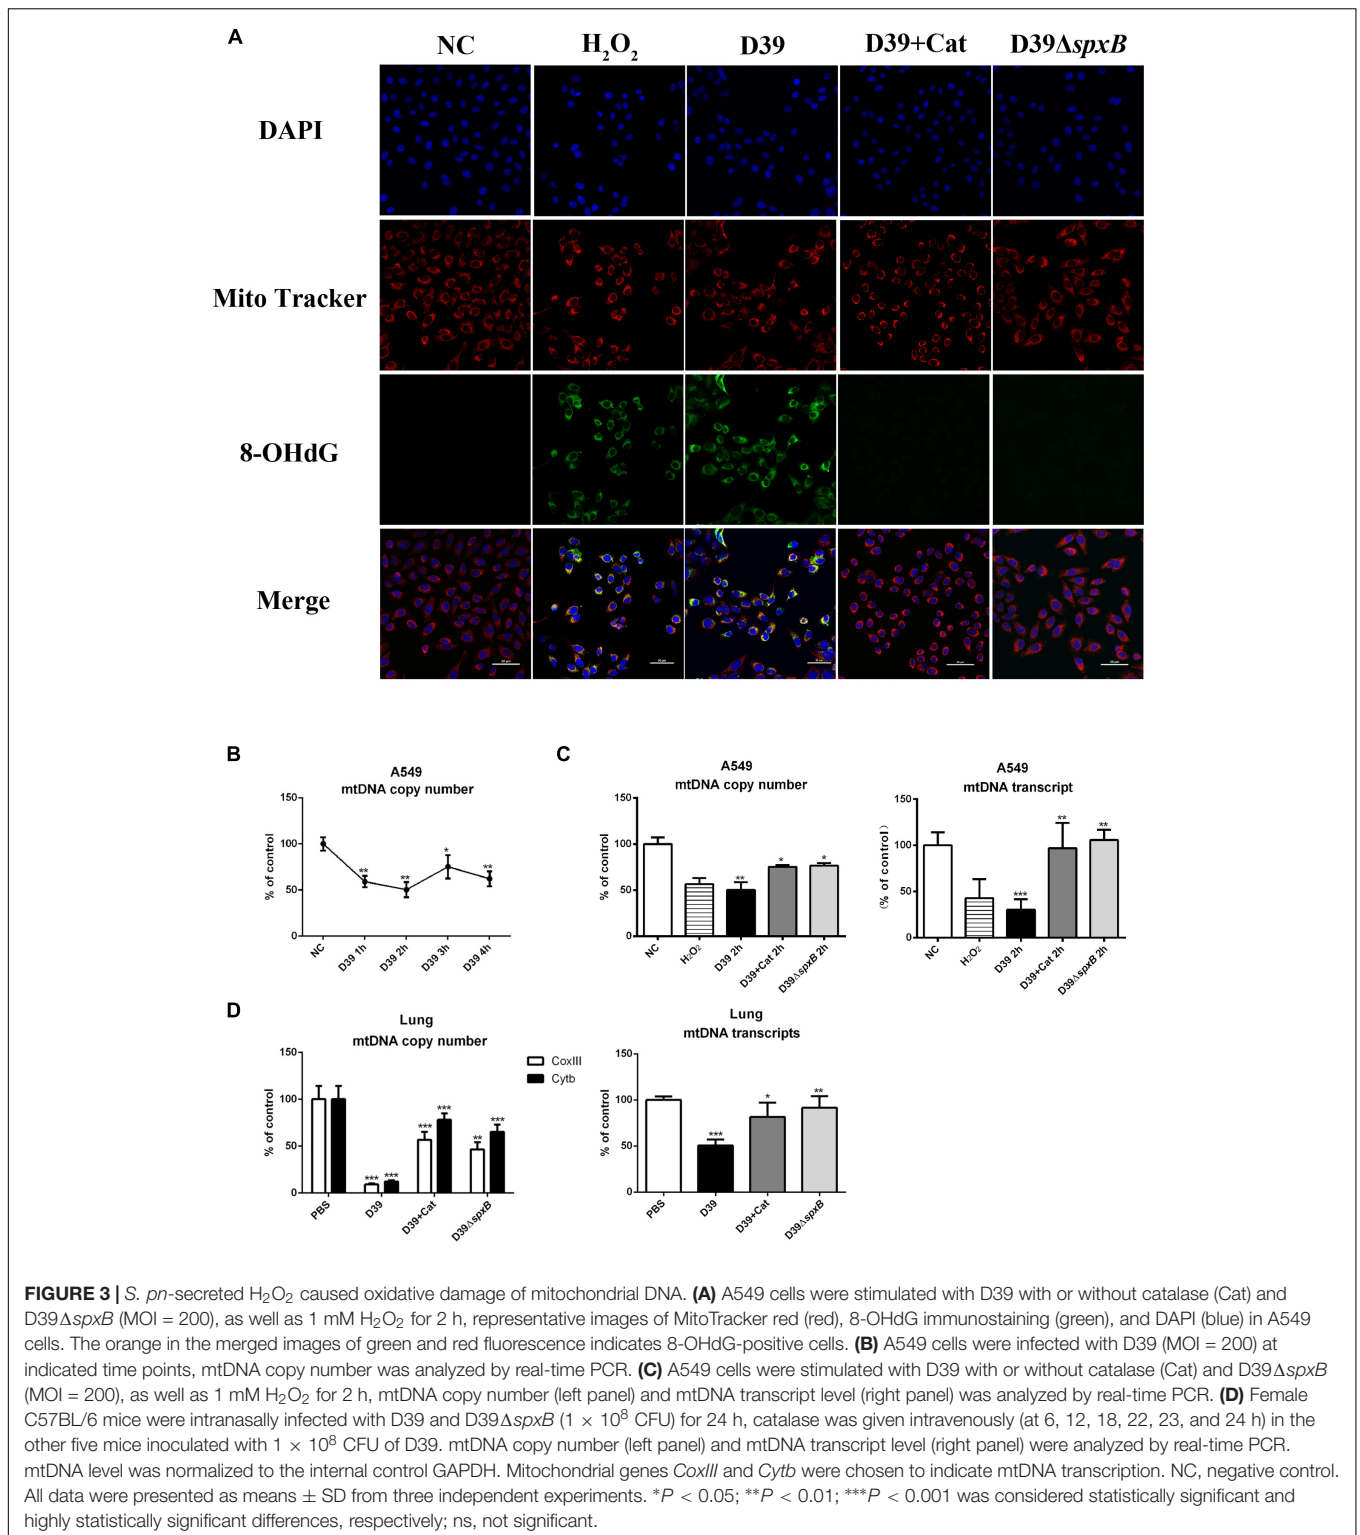 A
NC H₂O₂ D39 D39+Cat D39ΔspxB
DAPI
Mito Tracker
8-OHdG
Merge
B
A549
mtDNA copy number
% of control
150
100
50
0
**
**
*
**
NC D39 1h D39 2h D39 3h D39 4h
C
A549
mtDNA copy number
% of control
150
100
50
0
**
*
*
NC H₂O₂ D39 2h D39+Cat 2h D39ΔspxB 2h
A549
mtDNA transcript
(% of control)
150
100
50
0
***
**
**
NC H₂O₂ D39 2h D39+Cat 2h D39ΔspxB 2h
D
Lung
mtDNA copy number
% of control
150
100
50
0
*** ***
*** ***
** ***
PBS D39 D39+Cat D39ΔspxB
CoxIII
Cytb
Lung
mtDNA transcripts
% of control
150
100
50
0
***
*
**
PBS D39 D39+Cat D39ΔspxB
FIGURE 3 | S. pn-secreted H₂O₂ caused oxidative damage of mitochondrial DNA. (A) A549 cells were stimulated with D39 with or without catalase (Cat) and
D39ΔspxB (MOI = 200), as well as 1 mM H₂O₂ for 2 h, representative images of MitoTracker red (red), 8-OHdG immunostaining (green), and DAPI (blue) in A549
cells. The orange in the merged images of green and red fluorescence indicates 8-OHdG-positive cells. (B) A549 cells were infected with D39 (MOI = 200) at
indicated time points, mtDNA copy number was analyzed by real-time PCR. (C) A549 cells were stimulated with D39 with or without catalase (Cat) and D39ΔspxB
(MOI = 200), as well as 1 mM H₂O₂ for 2 h, mtDNA copy number (left panel) and mtDNA transcript level (right panel) was analyzed by real-time PCR. (D) Female
C57BL/6 mice were intranasally infected with D39 and D39ΔspxB (1 × 10⁸ CFU) for 24 h, catalase was given intravenously (at 6, 12, 18, 22, 23, and 24 h) in the
other five mice inoculated with 1 × 10⁸ CFU of D39. mtDNA copy number (left panel) and mtDNA transcript level (right panel) were analyzed by real-time PCR.
mtDNA level was normalized to the internal control GAPDH. Mitochondrial genes CoxIII and Cytb were chosen to indicate mtDNA transcription. NC, negative control.
All data were presented as means ± SD from three independent experiments. *P < 0.05; **P < 0.01; ***P < 0.001 was considered statistically significant and
highly statistically significant differences, respectively; ns, not significant.